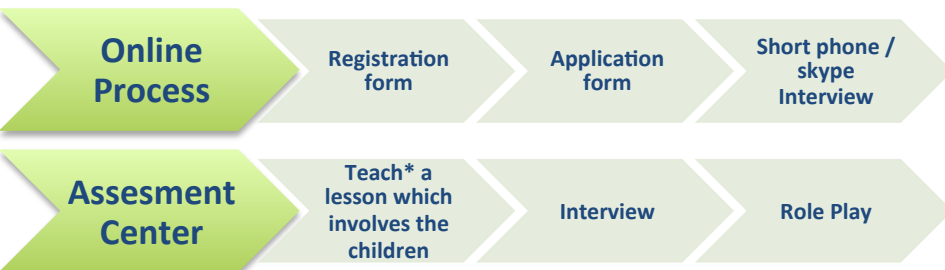 Online
Process
Registration
form
Application
form
Short phone /
skype
Interview
Assesment
Center
Teach* a
lesson which
involves the
children
Interview
Role Play